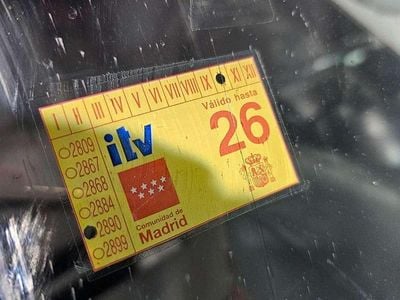 I II III IV V VI VII VIII IX XI XII
Válido hasta
26
itv
2809
2867
2868
2884
2890
2899
Comunidad de
Madrid